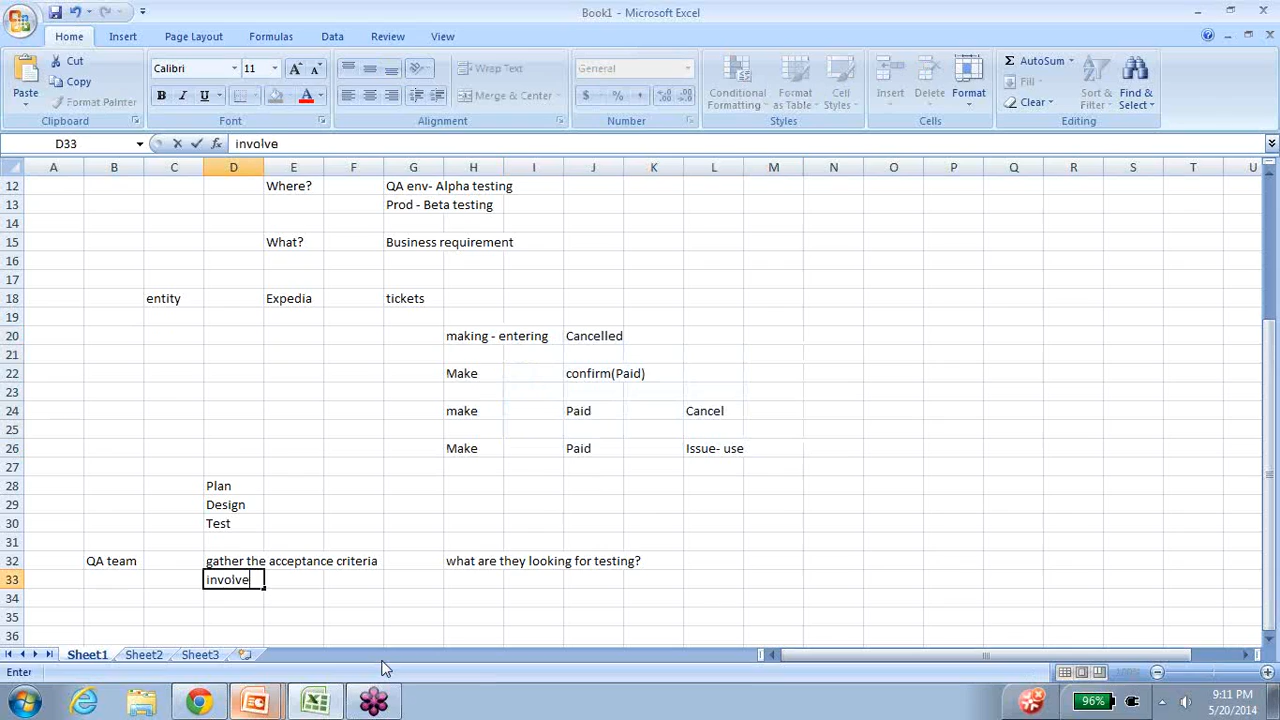 Book1 - Microsoft Excel
Home Insert Page Layout Formulas Data Review View
Paste Cut Copy Format Painter Clipboard
Calibri 11 B I U A Font
Wrap Text Merge & Center Alignment
General $ % , Number
Conditional Formatting Format as Table Cell Styles Styles
Insert Delete Format Cells
AutoSum Fill Clear Sort & Filter Find & Select Editing
D33 fx involve
A B C D E F G H I J K L M N O P Q R S T U
12 Where? QA env- Alpha testing
13 Prod - Beta testing
14
15 What? Business requirement
16
17
18 entity Expedia tickets
19
20 making - entering Cancelled
21
22 Make confirm(Paid)
23
24 make Paid Cancel
25
26 Make Paid Issue- use
27
28 Plan
29 Design
30 Test
31
32 QA team gather the acceptance criteria what are they looking for testing?
33 involve
34
35
36
Sheet1 Sheet2 Sheet3
Enter
96% 9:11 PM
5/20/2014